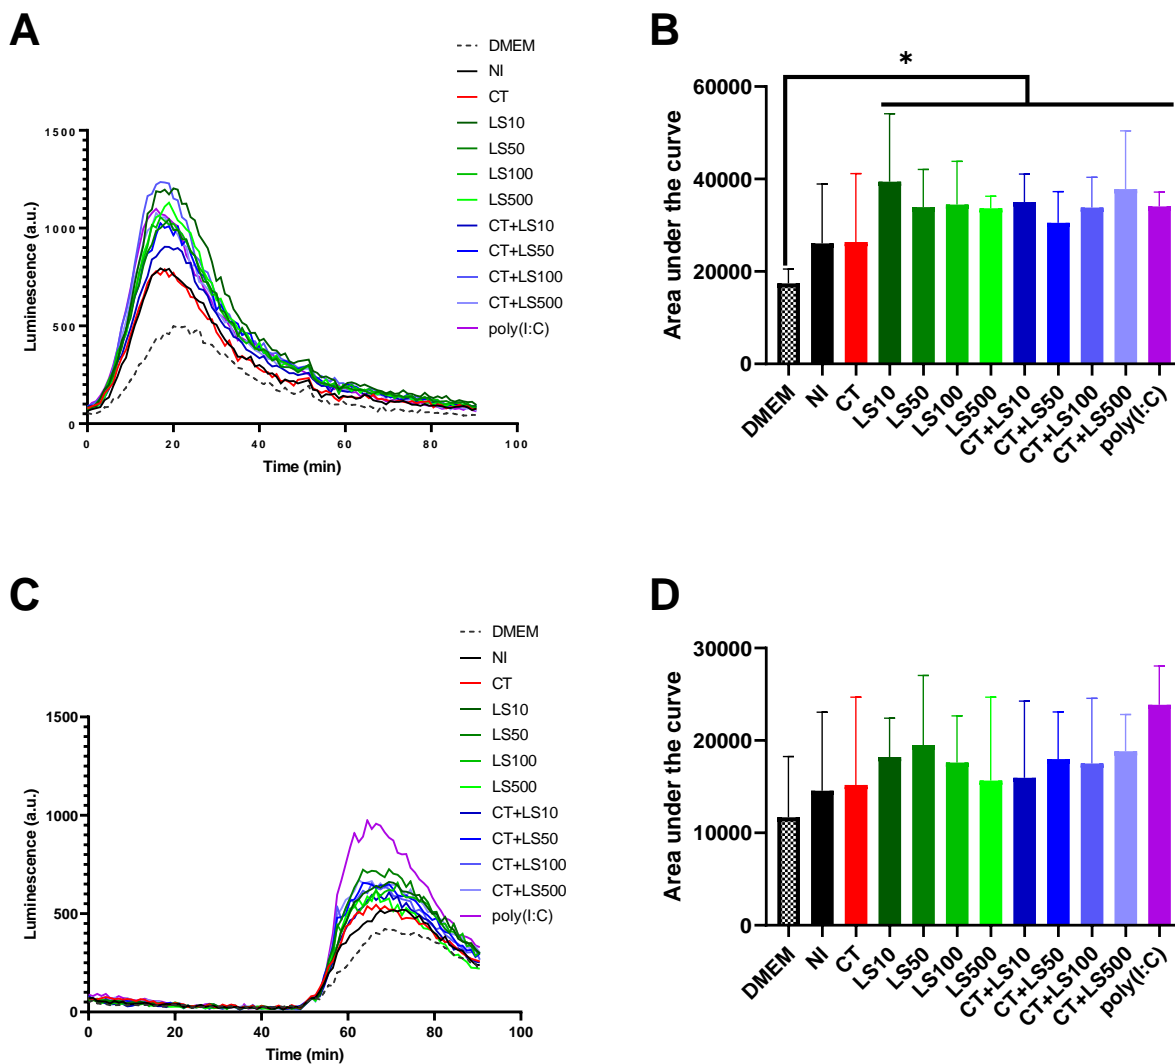 A
DMEM
NI
CT
LS10
LS50
LS100
LS500
CT+LS10
CT+LS50
CT+LS100
CT+LS500
poly(I:C)
1500
1000
500
0
Luminescence (a.u.)
0 20 40 60 80 100
Time (min)
B
*
60000
40000
20000
0
Area under the curve
DMEM
NI
CT
LS10
LS50
LS100
LS500
CT+LS10
CT+LS50
CT+LS100
CT+LS500
poly(I:C)
C
DMEM
NI
CT
LS10
LS50
LS100
LS500
CT+LS10
CT+LS50
CT+LS100
CT+LS500
poly(I:C)
1500
1000
500
0
Luminescence (a.u.)
0 20 40 60 80 100
Time (min)
D
30000
20000
10000
0
Area under the curve
DMEM
NI
CT
LS10
LS50
LS100
LS500
CT+LS10
CT+LS50
CT+LS100
CT+LS500
poly(I:C)